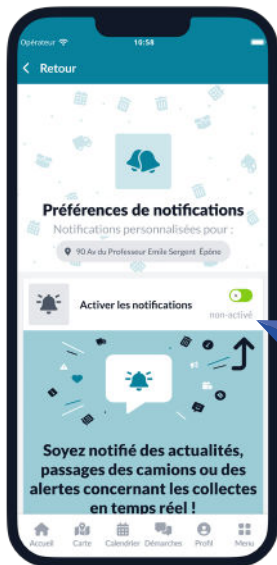 Opérateur 10:58
Retour
Préférences de notifications
Notifications personnalisées pour :
90 Av du Professeur Emile Sergent Épône
Activer les notifications
non-activé
Soyez notifié des actualités,
passages des camions ou des
alertes concernant les collectes
en temps réel !
Accueil Carte Calendrier Démarches Profil Menu